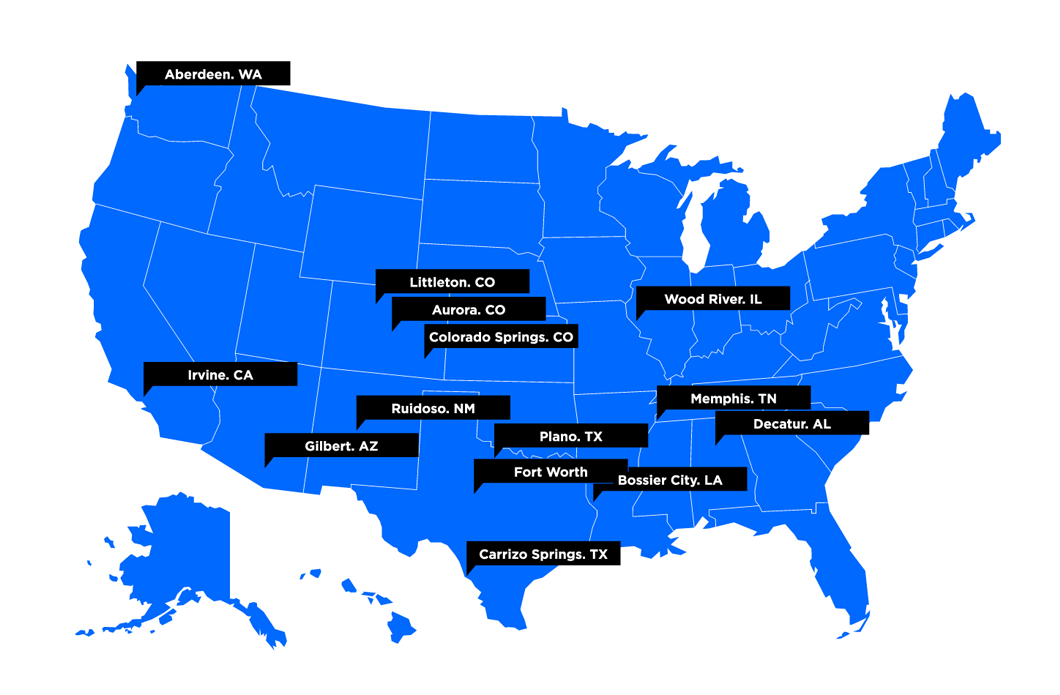 Aberdeen. WA
Littleton. CO
Wood River. IL
Aurora. CO
Colorado Springs. CO
Irvine. CA
Memphis. TN
Ruidoso. NM
Decatur. AL
Plano. TX
Gilbert. AZ
Fort Worth
Bossier City. LA
Carrizo Springs. TX